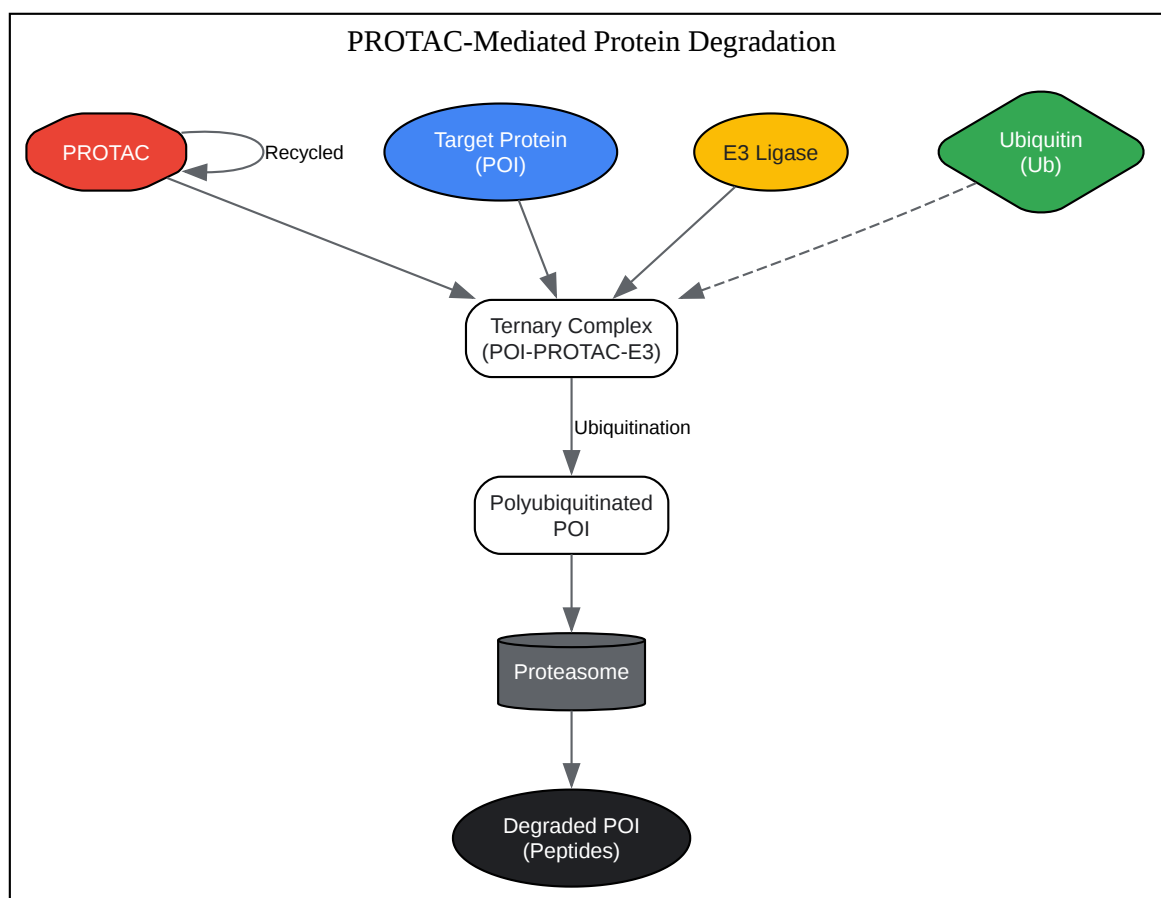 PROTAC-Mediated Protein Degradation
PROTAC
Recycled
Target Protein
(POI)
E3 Ligase
Ubiquitin
(Ub)
Ternary Complex
(POI-PROTAC-E3)
Ubiquitination
Polyubiquitinated
POI
Proteasome
Degraded POI
(Peptides)